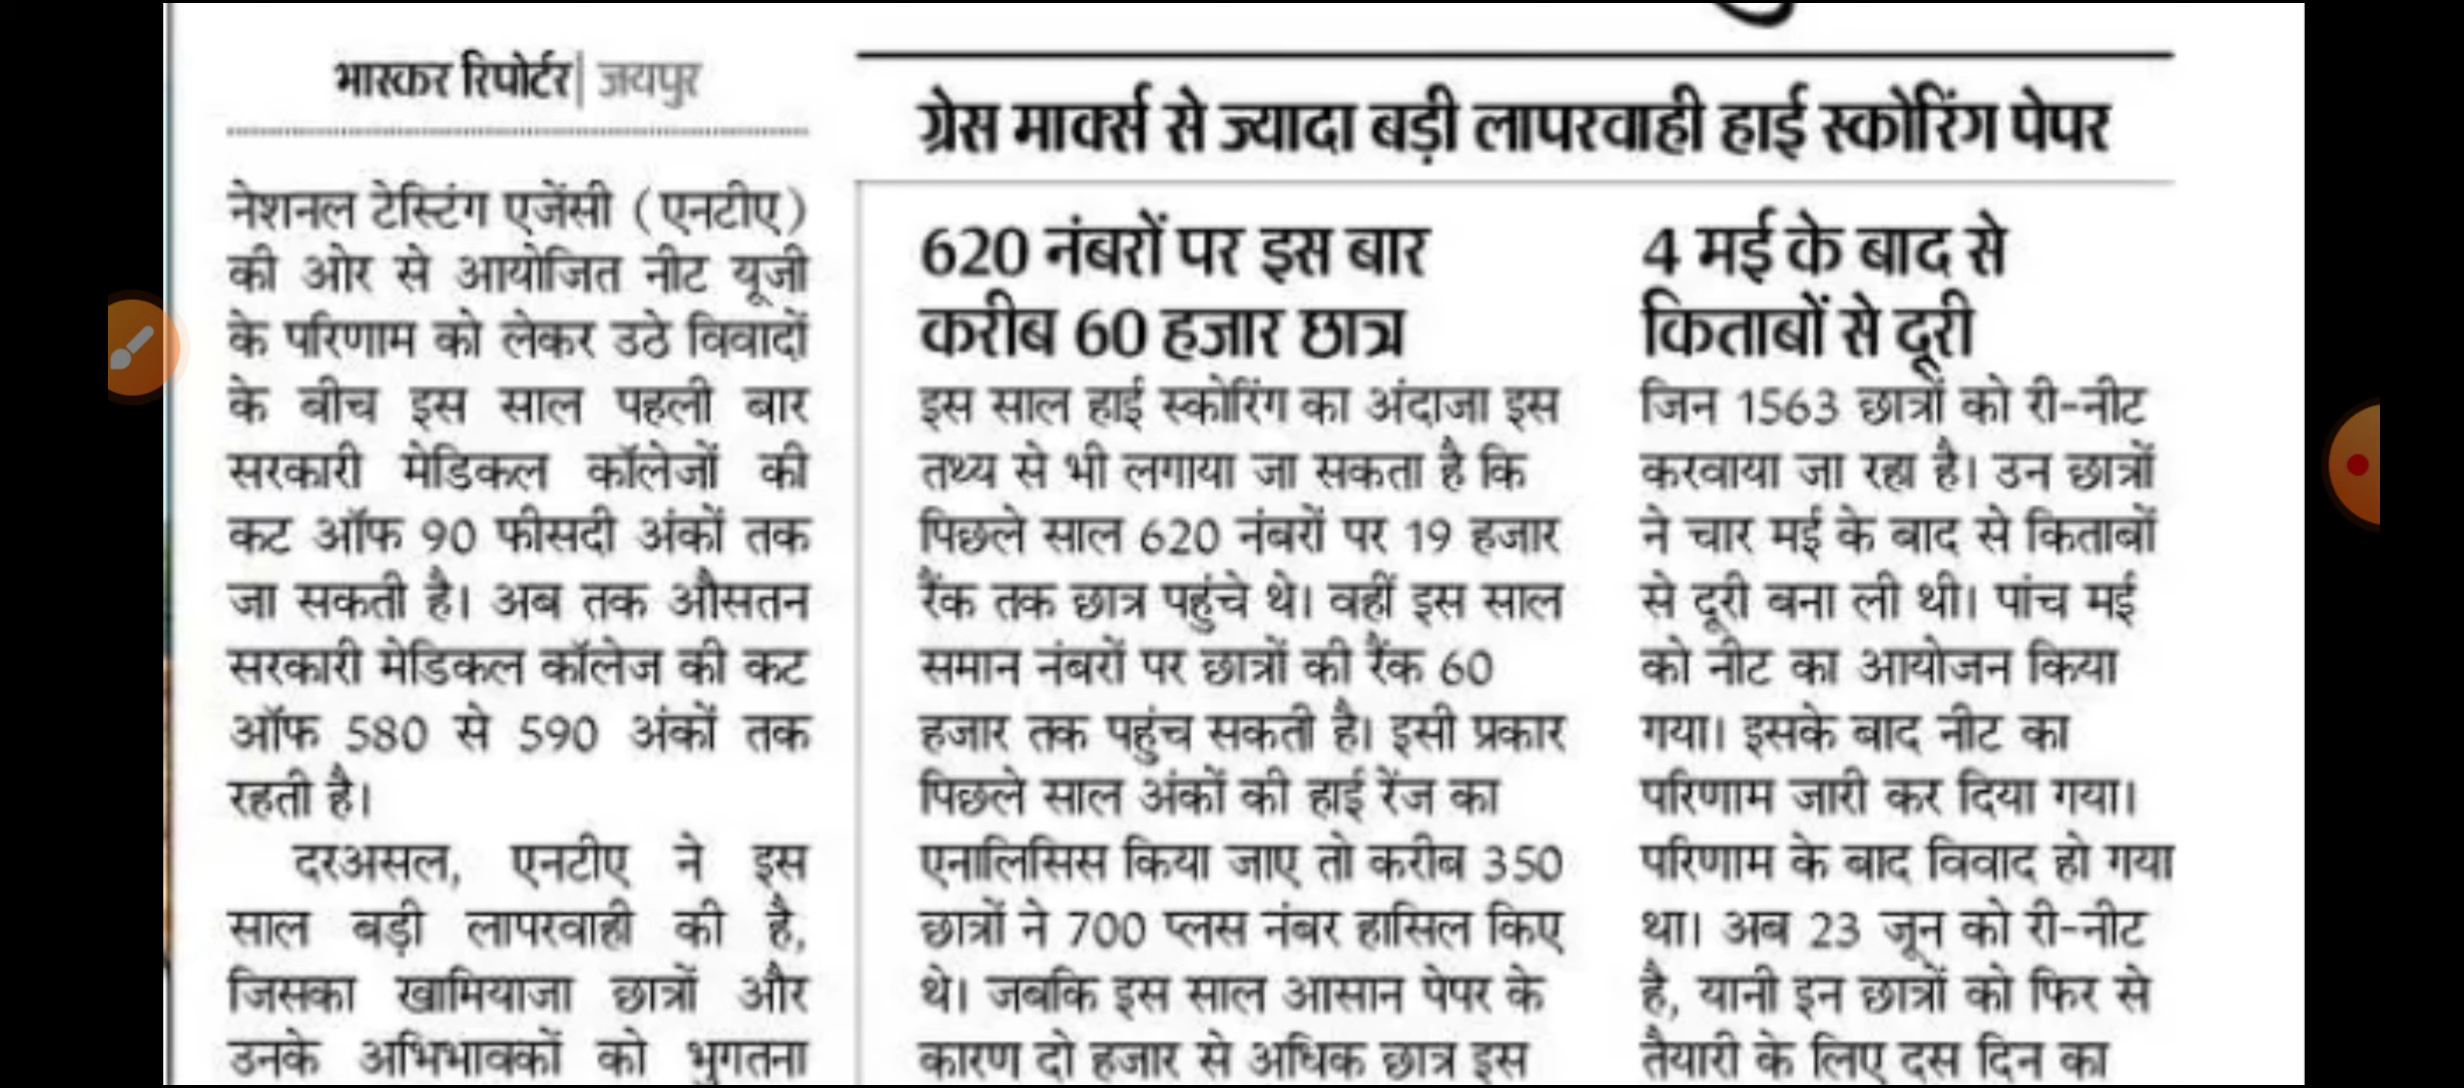 भास्कर रिपोर्टर| जयपुर
नेशनल टेस्टिंग एजेंसी (एनटीए)
की ओर से आयोजित नीट यूजी
के परिणाम को लेकर उठे विवादों
के बीच इस साल पहली बार
सरकारी मेडिकल कॉलेजों की
कट ऑफ 90 फीसदी अंकों तक
जा सकती है। अब तक औसतन
सरकारी मेडिकल कॉलेज की कट
ऑफ 580 से 590 अंकों तक
रहती है।
दरअसल, एनटीए ने इस
साल बड़ी लापरवाही की है,
जिसका खामियाजा छात्रों और
उनके अभिभावकों को भुगतना
ग्रेस मार्क्स से ज्यादा बड़ी लापरवाही हाई स्कोरिंग पेपर
620 नंबरों पर इस बार
करीब 60 हजार छात्र
इस साल हाई स्कोरिंग का अंदाजा इस
तथ्य से भी लगाया जा सकता है कि
पिछले साल 620 नंबरों पर 19 हजार
रैंक तक छात्र पहुंचे थे। वहीं इस साल
समान नंबरों पर छात्रों की रैंक 60
हजार तक पहुंच सकती है। इसी प्रकार
पिछले साल अंकों की हाई रेंज का
एनालिसिस किया जाए तो करीब 350
छात्रों ने 700 प्लस नंबर हासिल किए
थे। जबकि इस साल आसान पेपर के
कारण दो हजार से अधिक छात्र इस
4 मई के बाद से
किताबों से दूरी
जिन 1563 छात्रों को री-नीट
करवाया जा रहा है। उन छात्रों
ने चार मई के बाद से किताबों
से दूरी बना ली थी। पांच मई
को नीट का आयोजन किया
गया। इसके बाद नीट का
परिणाम जारी कर दिया गया।
परिणाम के बाद विवाद हो गया
था। अब 23 जून को री-नीट
है, यानी इन छात्रों को फिर से
तैयारी के लिए दस दिन का